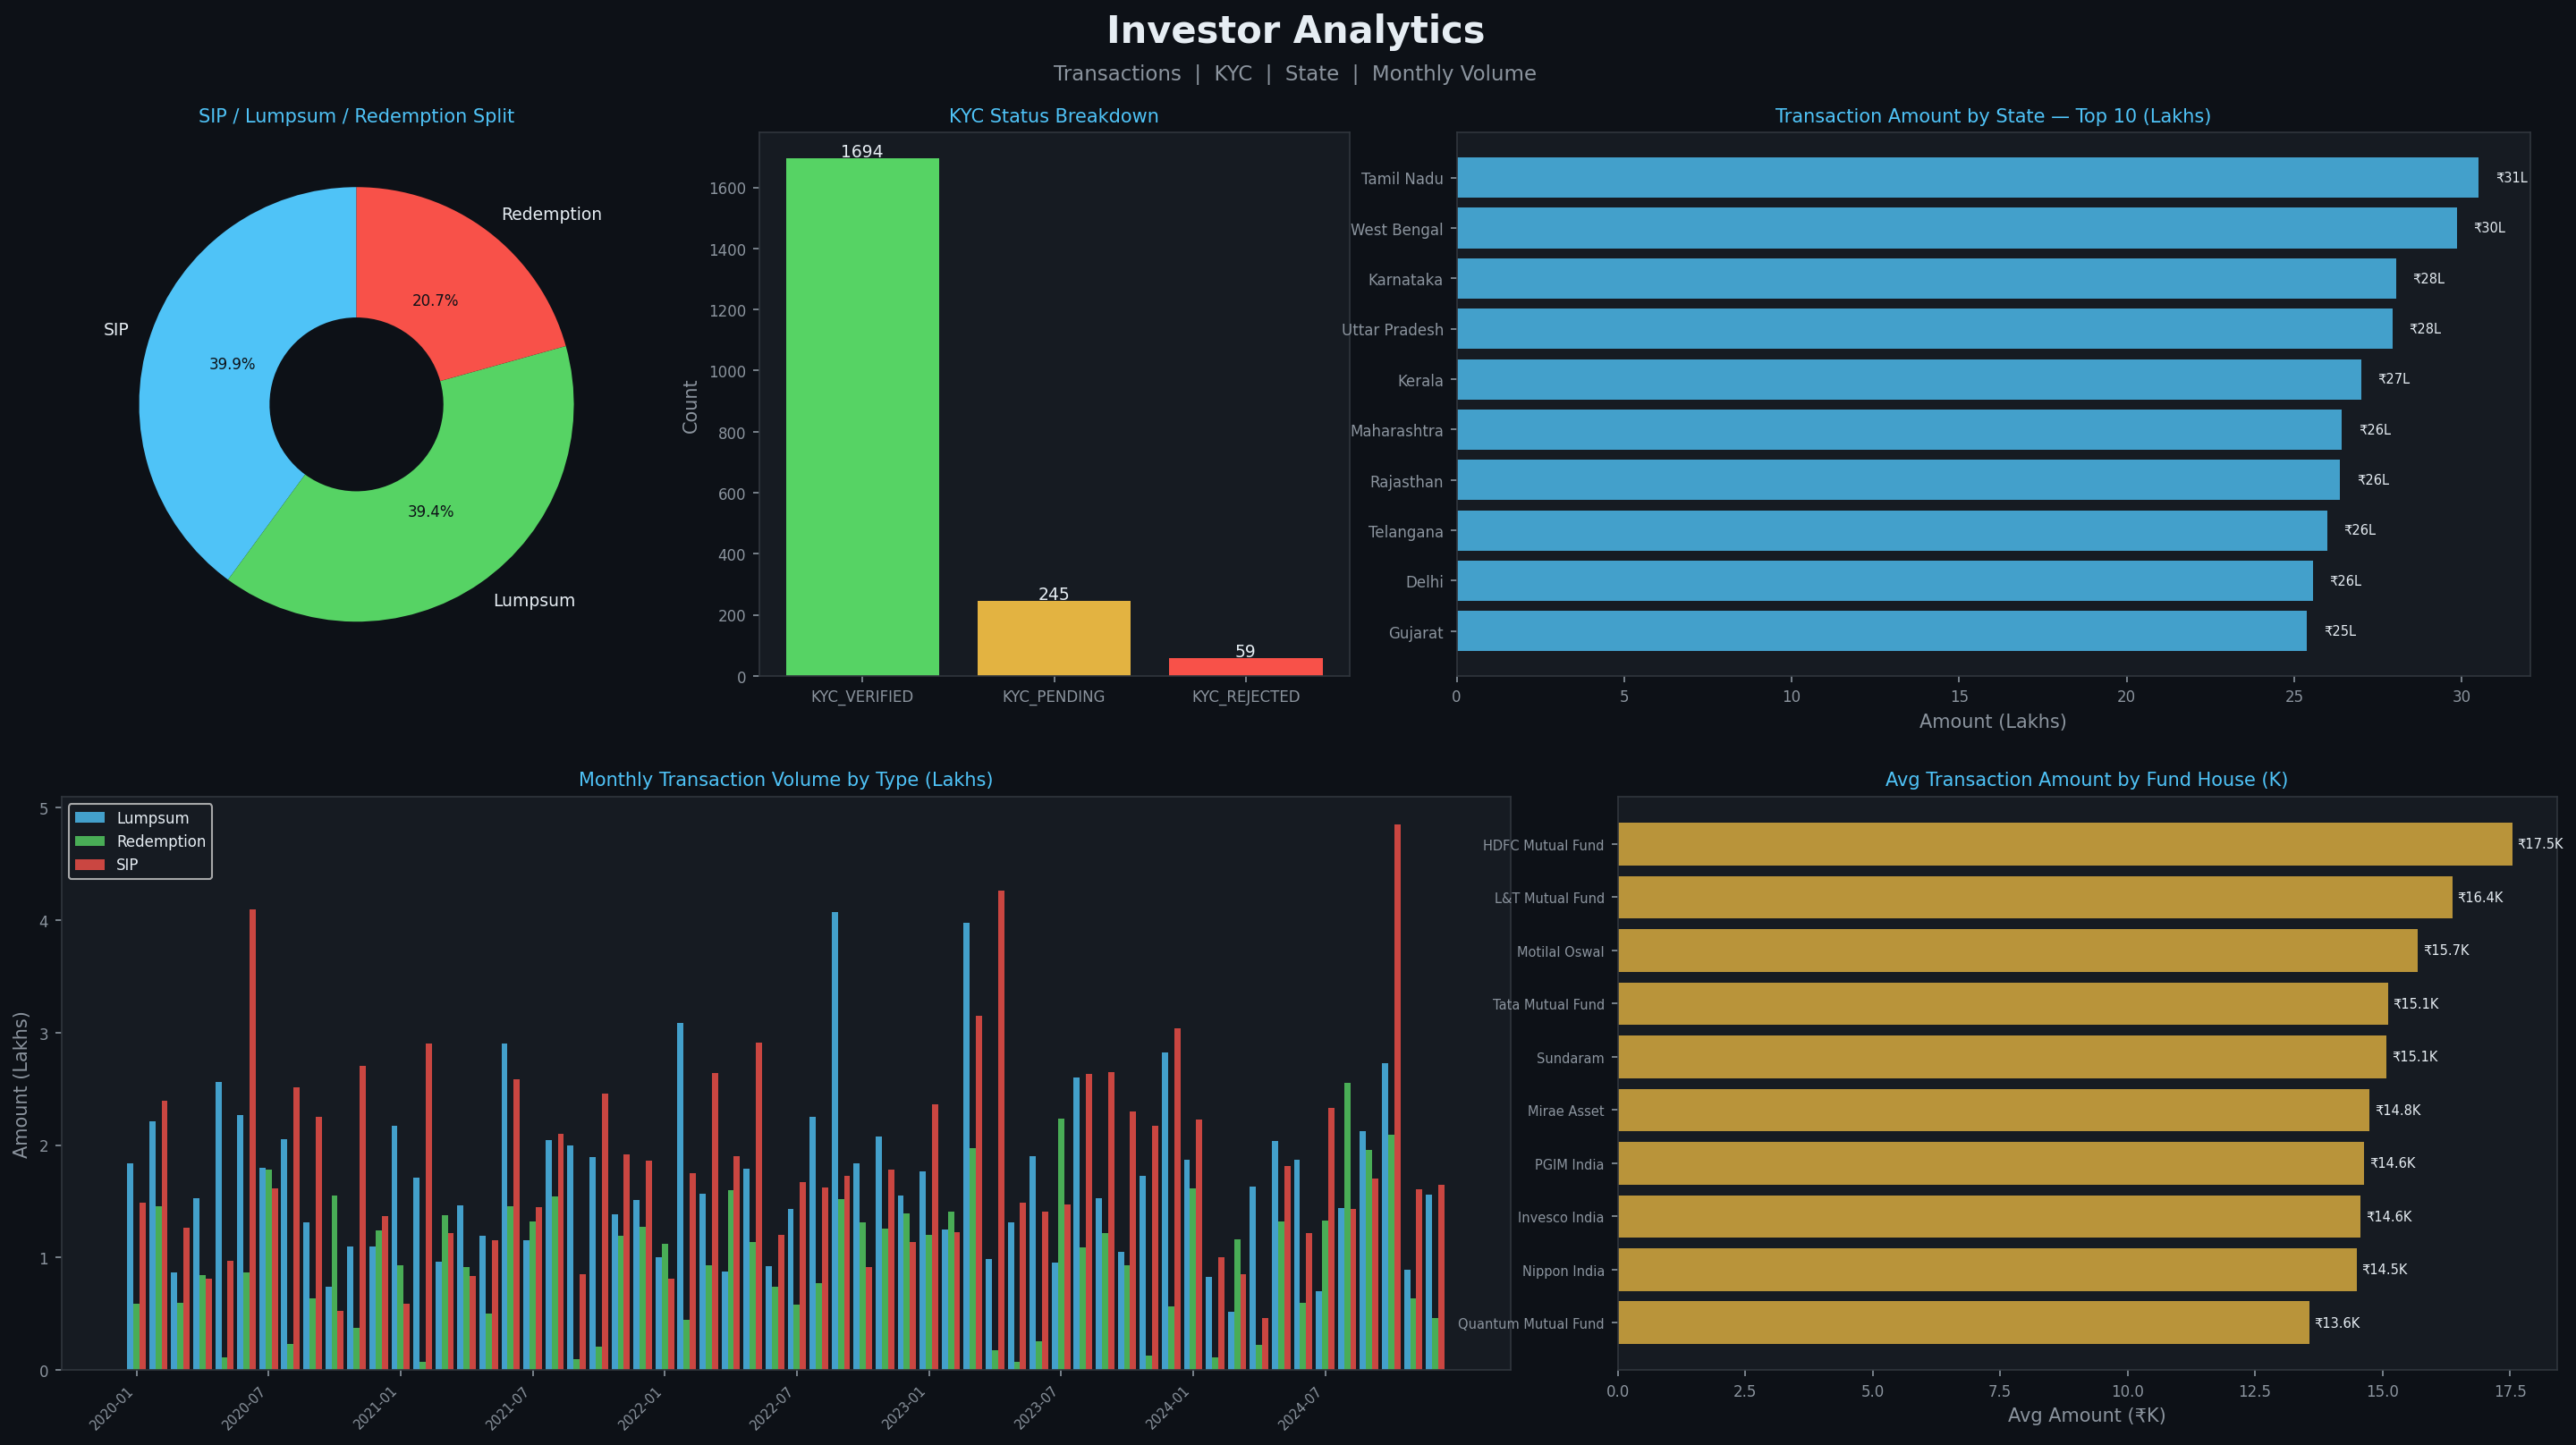 Investor Analytics
Transactions | KYC | State | Monthly Volume
SIP / Lumpsum / Redemption Split
Redemption
20.7%
SIP
39.9%
39.4%
Lumpsum
KYC Status Breakdown
1694
245
59
Count
1600
1400
1200
1000
800
600
400
200
0
KYC_VERIFIED
KYC_PENDING
KYC_REJECTED
Transaction Amount by State — Top 10 (Lakhs)
Tamil Nadu ₹31L
West Bengal ₹30L
Karnataka ₹28L
Uttar Pradesh ₹28L
Kerala ₹27L
Maharashtra ₹26L
Rajasthan ₹26L
Telangana ₹26L
Delhi ₹26L
Gujarat ₹25L
0 5 10 15 20 25 30
Amount (Lakhs)
Monthly Transaction Volume by Type (Lakhs)
Lumpsum
Redemption
SIP
Amount (Lakhs)
5
4
3
2
1
0
2020-01
2020-07
2021-01
2021-07
2022-01
2022-07
2023-01
2023-07
2024-01
2024-07
Avg Transaction Amount by Fund House (K)
HDFC Mutual Fund ₹17.5K
L&T Mutual Fund ₹16.4K
Motilal Oswal ₹15.7K
Tata Mutual Fund ₹15.1K
Sundaram ₹15.1K
Mirae Asset ₹14.8K
PGIM India ₹14.6K
Invesco India ₹14.6K
Nippon India ₹14.5K
Quantum Mutual Fund ₹13.6K
0.0 2.5 5.0 7.5 10.0 12.5 15.0 17.5
Avg Amount (₹K)